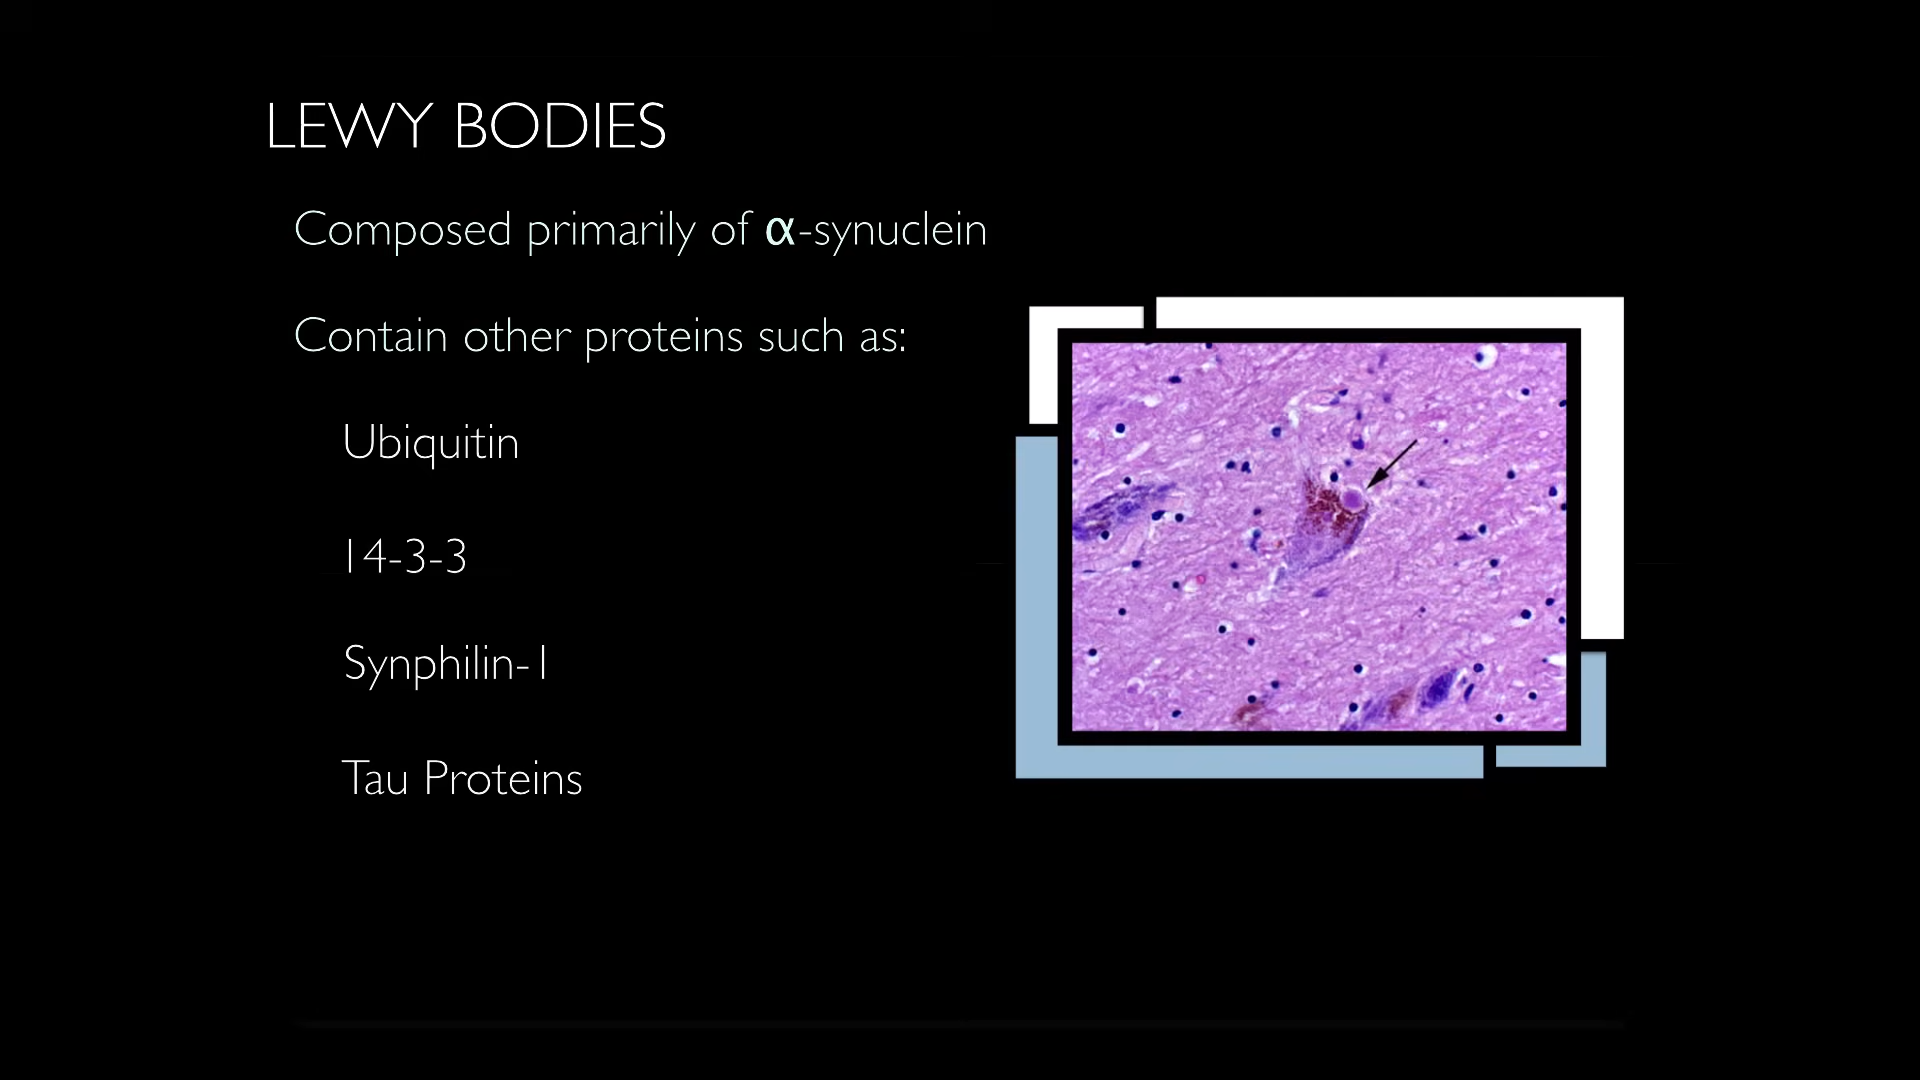 LEWY BODIES
Composed primarily of α-synuclein
Contain other proteins such as:
Ubiquitin
14-3-3
Synphilin-1
Tau Proteins